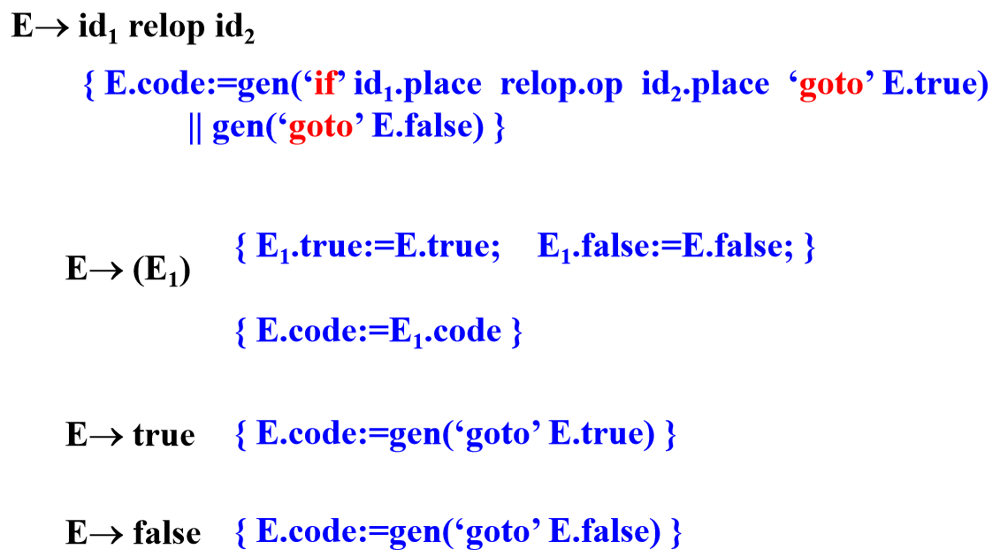 E→ id₁ relop id₂
{ E.code:=gen(‘if’ id₁.place relop.op id₂.place ‘goto’ E.true)
|| gen(‘goto’ E.false) }
{ E₁.true:=E.true; E₁.false:=E.false; }
E→ (E₁)
{ E.code:=E₁.code }
E→ true { E.code:=gen(‘goto’ E.true) }
E→ false { E.code:=gen(‘goto’ E.false) }